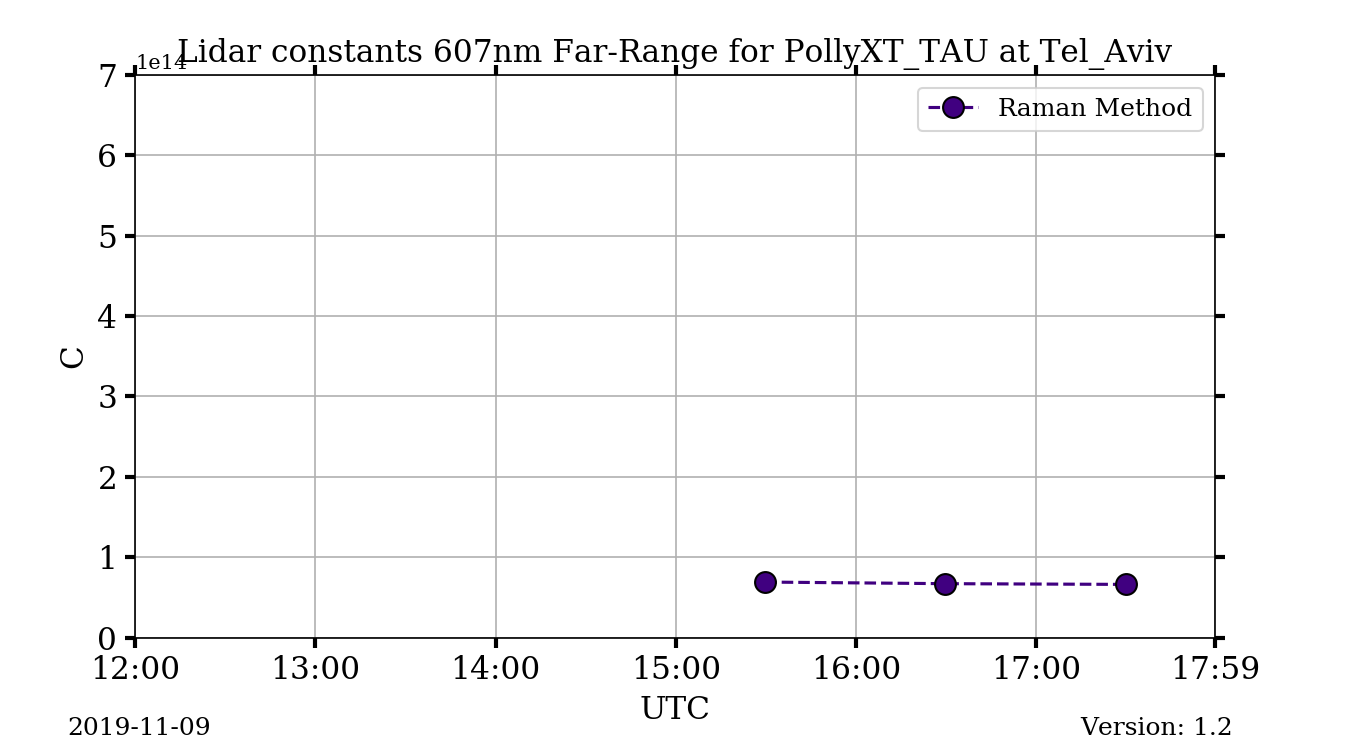 Lidar constants 607nm Far-Range for PollyXT_TAU at Tel_Aviv
1e14
Raman Method
7
6
5
4
3
2
1
0
C
12:00 13:00 14:00 15:00 16:00 17:00 17:59
UTC
2019-11-09 Version: 1.2